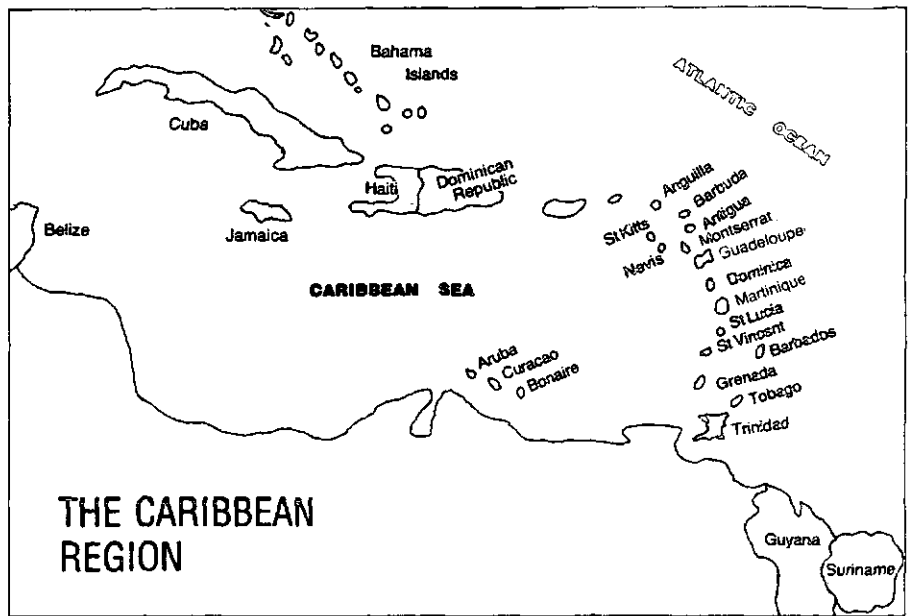 Bahama
Islands
ATLANTIC OCEAN
Cuba
Haiti
Dominican
Republic
Anguilla
Barbuda
Antigua
St Kitts
Montserrat
Nevis
Guadeloupe
Belize
Jamaica
Dominica
CARIBBEAN SEA
Martinique
St Lucia
St Vincent
Barbados
Aruba
Curacao
Bonaire
Grenada
Tobago
Trinidad
THE CARIBBEAN
REGION
Guyana
Suriname